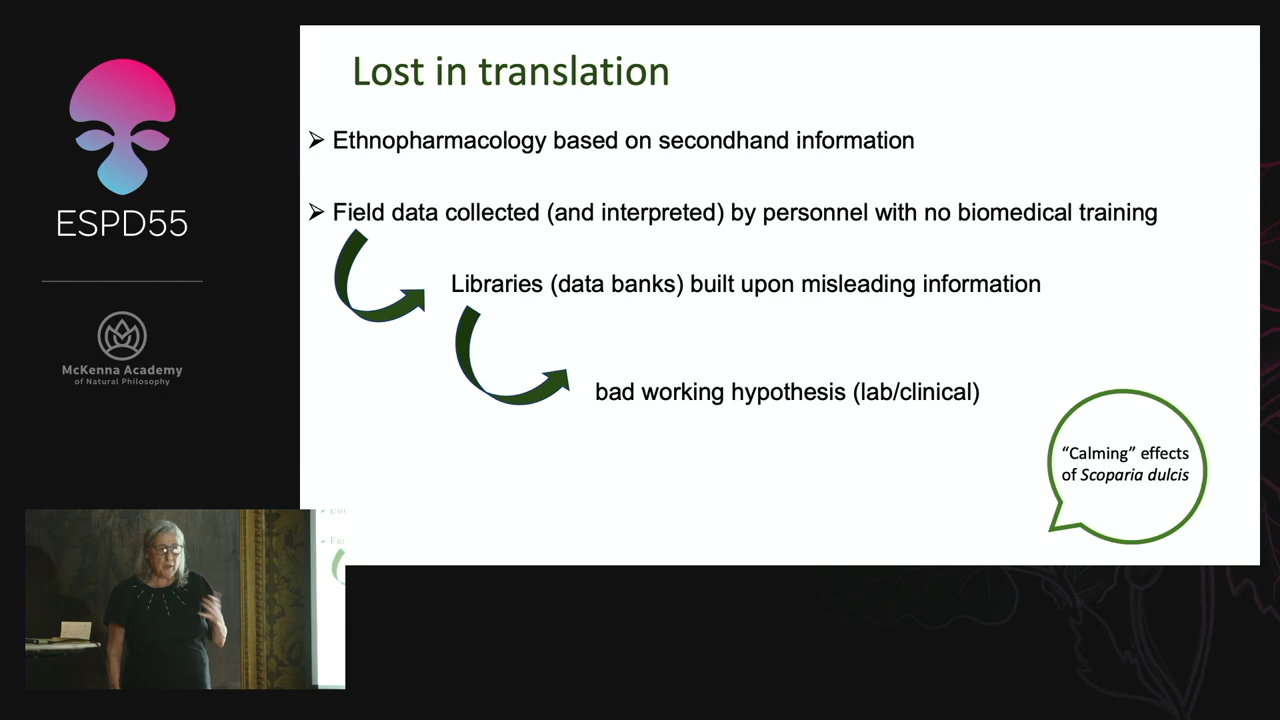 ESPD55
McKenna Academy
of Natural Philosophy
Lost in translation
➢ Ethnopharmacology based on secondhand information
➢ Field data collected (and interpreted) by personnel with no biomedical training
Libraries (data banks) built upon misleading information
bad working hypothesis (lab/clinical)
“Calming” effects
of Scoparia dulcis